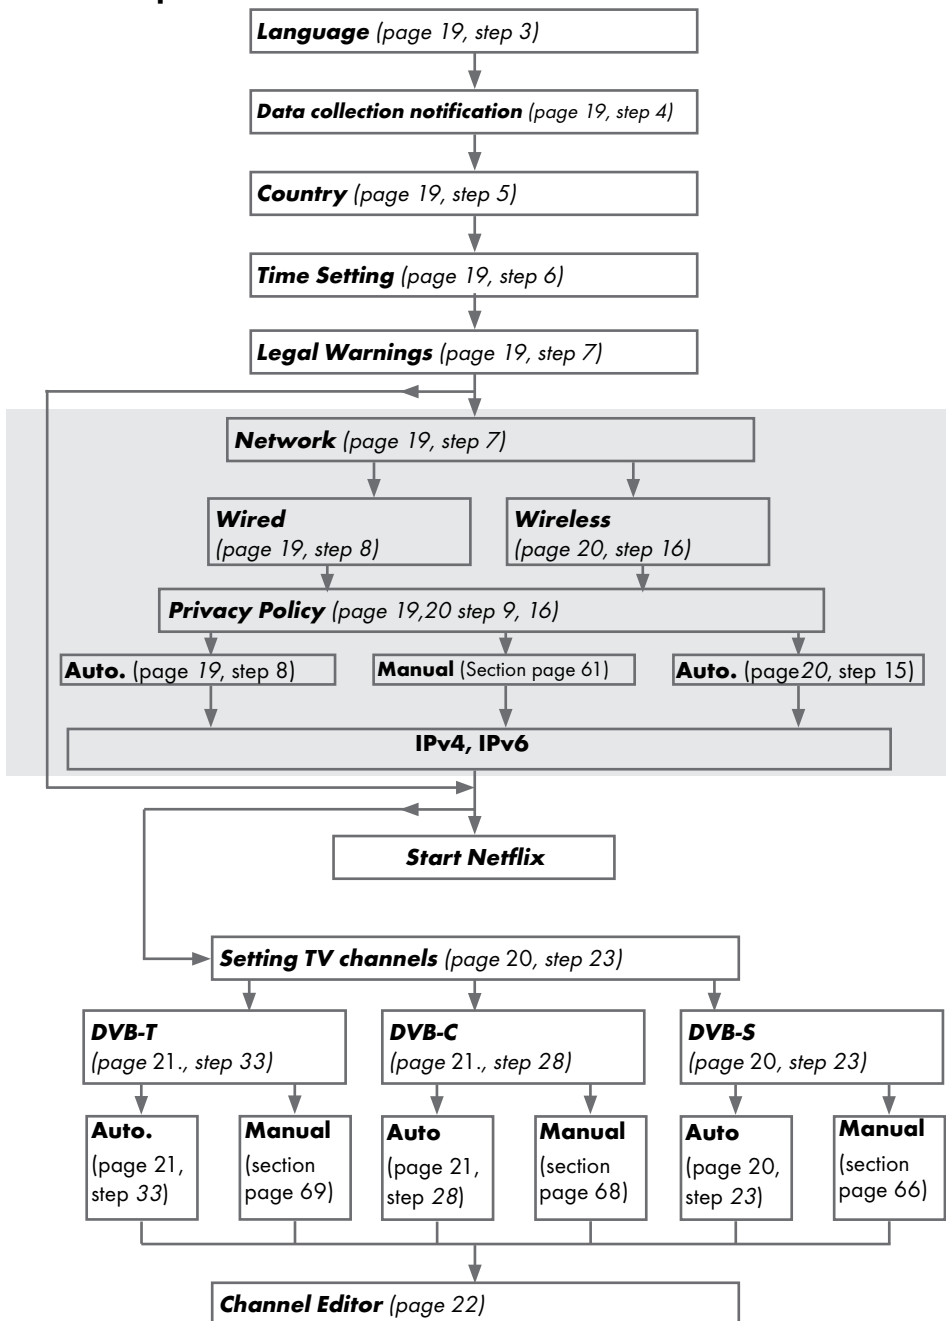 Language (page 19, step 3)
Data collection notification (page 19, step 4)
Country (page 19, step 5)
Time Setting (page 19, step 6)
Legal Warnings (page 19, step 7)
Network (page 19, step 7)
Wired
(page 19, step 8)
Wireless
(page 20, step 16)
Privacy Policy (page 19,20 step 9, 16)
Auto. (page 19, step 8)
Manual (Section page 61)
Auto. (page20, step 15)
IPv4, IPv6
Start Netflix
Setting TV channels (page 20, step 23)
DVB-T
(page 21., step 33)
DVB-C
(page 21., step 28)
DVB-S
(page 20, step 23)
Auto.
(page 21,
step 33)
Manual
(section
page 69)
Auto
(page 21,
step 28)
Manual
(section
page 68)
Auto
(page 20,
step 23)
Manual
(section
page 66)
Channel Editor (page 22)